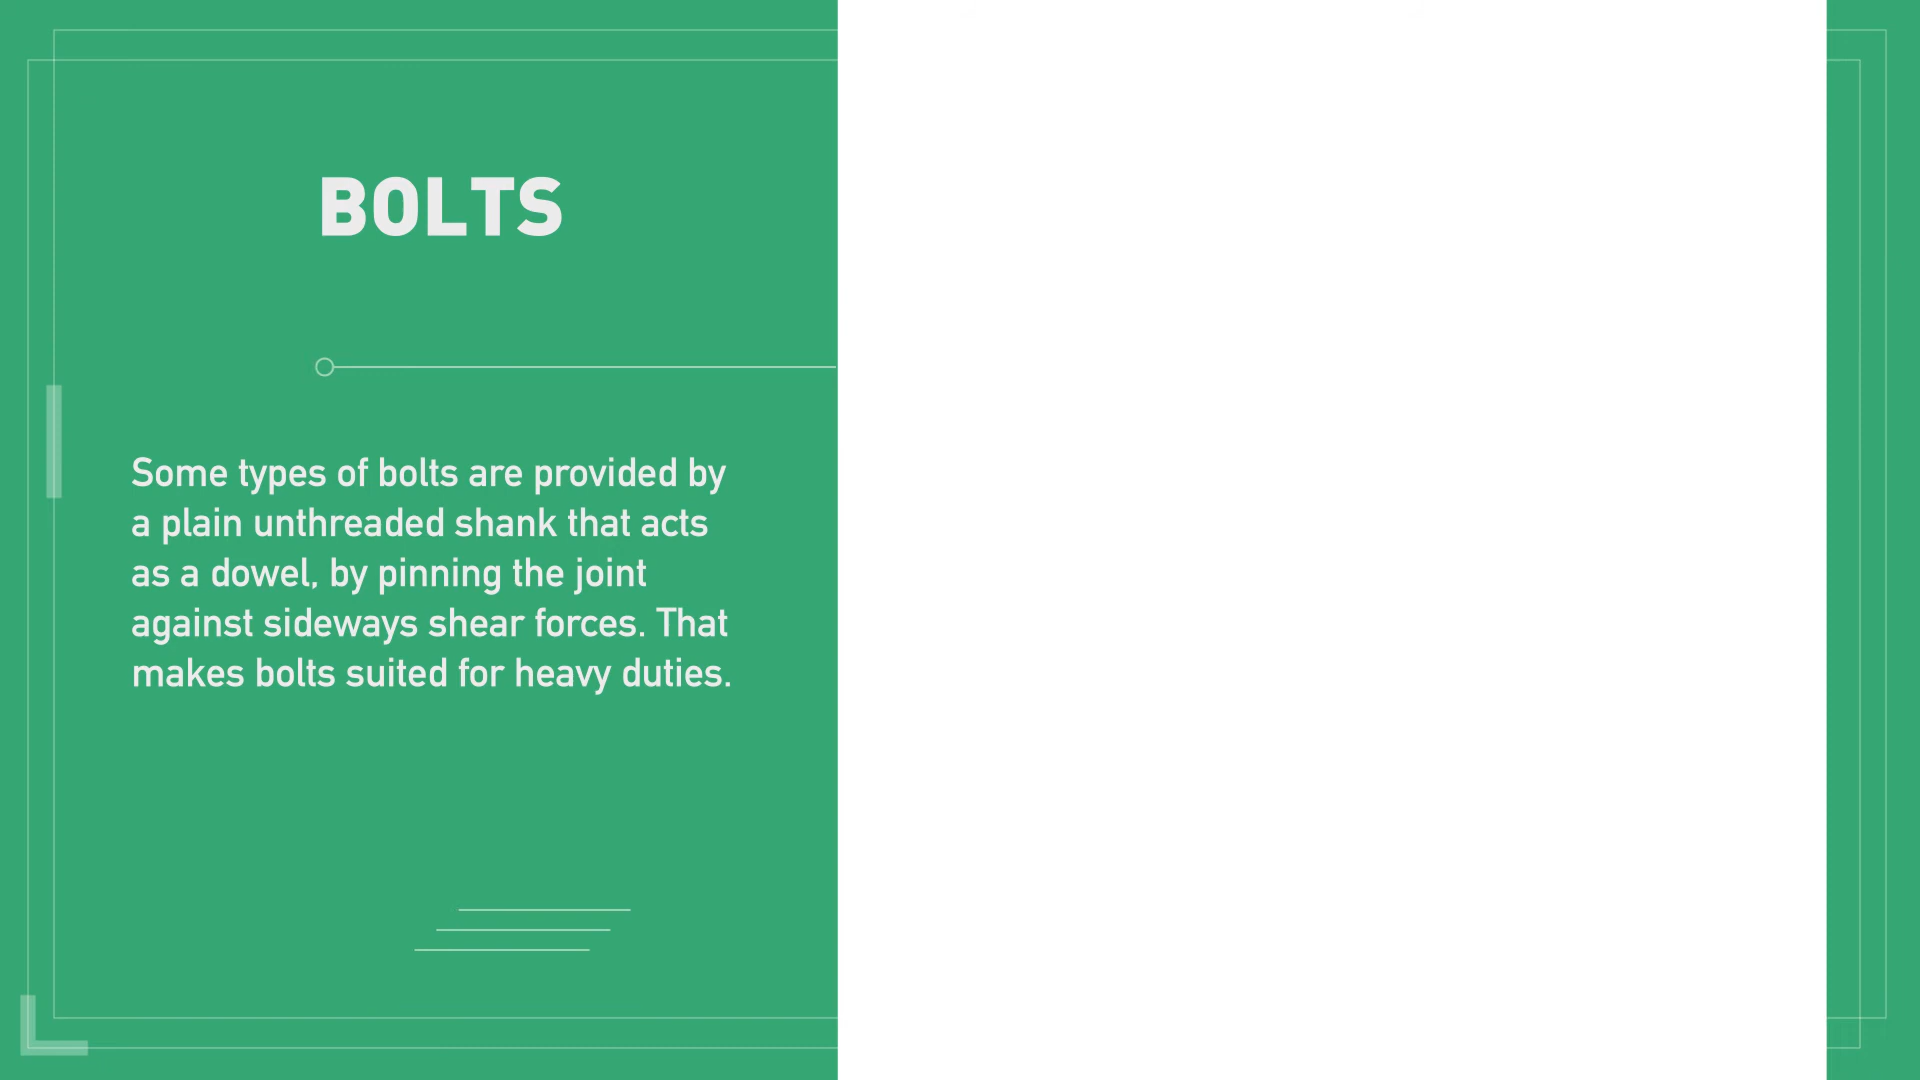 BOLTS
Some types of bolts are provided by
a plain unthreaded shank that acts
as a dowel, by pinning the joint
against sideways shear forces. That
makes bolts suited for heavy duties.